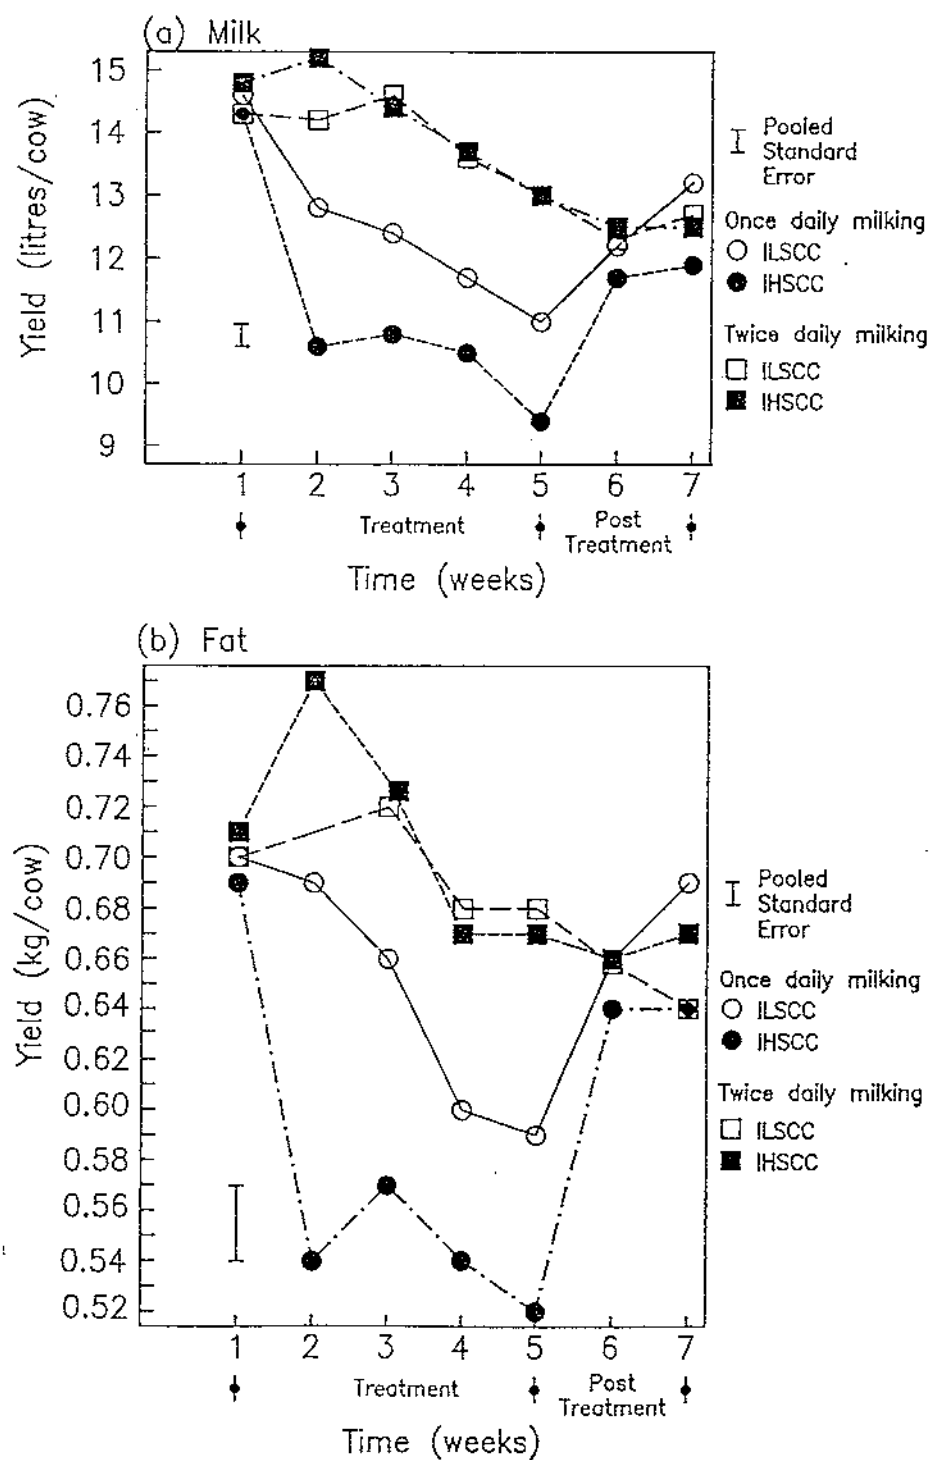 (a) Milk
Yield (litres/cow)
15
14
13
12
11
10
9
1 2 3 4 5 6 7
Treatment
Post
Treatment
Time (weeks)
Pooled
Standard
Error
Once daily milking
ILSCC
IHSCC
Twice daily milking
ILSCC
IHSCC
(b) Fat
Yield (kg/cow)
0.76
0.74
0.72
0.70
0.68
0.66
0.64
0.62
0.60
0.58
0.56
0.54
0.52
1 2 3 4 5 6 7
Treatment
Post
Treatment
Time (weeks)
Pooled
Standard
Error
Once daily milking
ILSCC
IHSCC
Twice daily milking
ILSCC
IHSCC